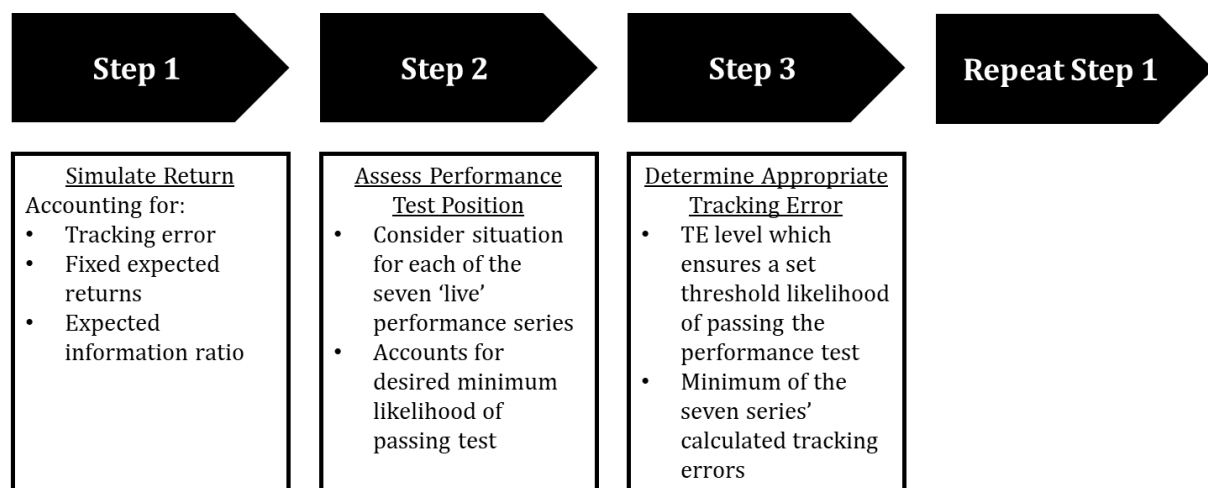 Step 1
Step 2
Step 3
Repeat Step 1
Simulate Return
Accounting for:
• Tracking error
• Fixed expected
returns
• Expected
information ratio
Assess Performance
Test Position
• Consider situation
for each of the
seven ‘live’
performance series
• Accounts for
desired minimum
likelihood of
passing test
Determine Appropriate
Tracking Error
• TE level which
ensures a set
threshold likelihood
of passing the
performance test
• Minimum of the
seven series’
calculated tracking
errors